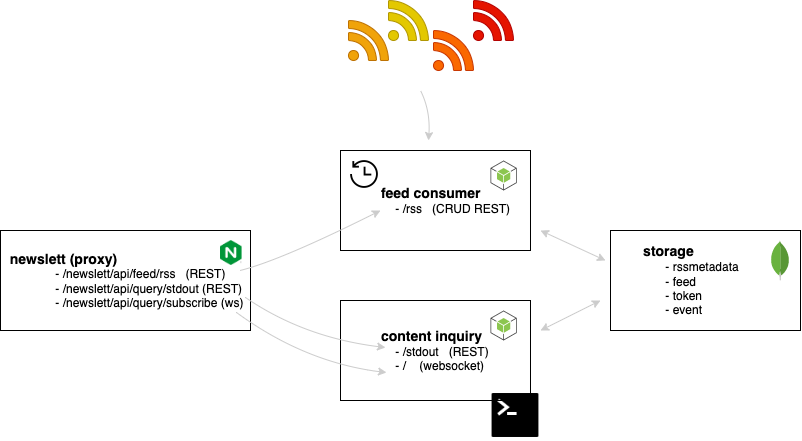 feed consumer
- /rss (CRUD REST)
newslett (proxy)
- /newslett/api/feed/rss (REST)
- /newslett/api/query/stdout (REST)
- /newslett/api/query/subscribe (ws)
N
storage
- rssmetadata
- feed
- token
- event
content inquiry
- /stdout (REST)
- / (websocket)